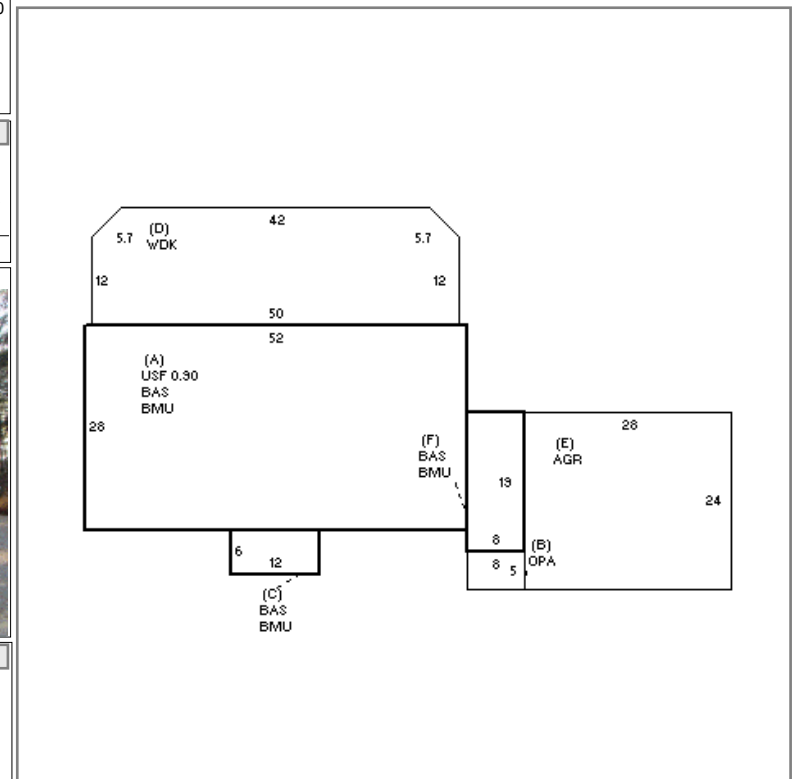 42
(D)
WDK
5.7
5.7
12
12
50
52
(A)
USF 0.90
BAS
BMU
28
28
(F)
BAS
BMU
(E)
AGR
19
24
8
(B)
OPA
8
5
6
12
(C)
BAS
BMU